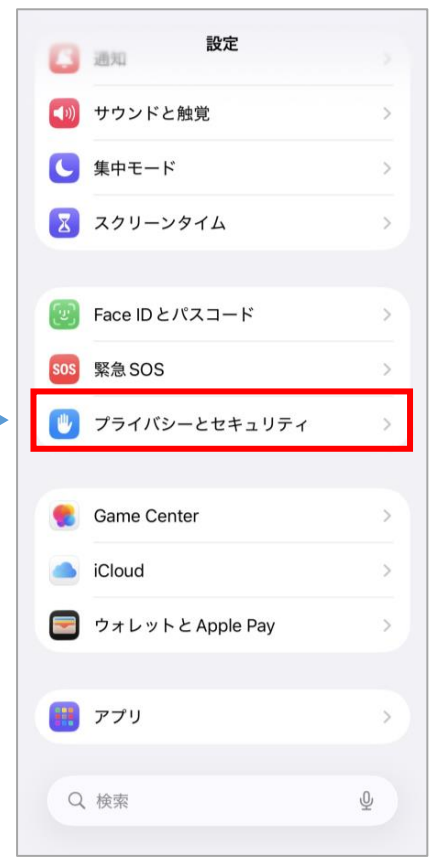 設定
通知
サウンドと触覚
集中モード
スクリーンタイム
Face IDとパスコード
SOS 緊急SOS
プライバシーとセキュリティ
Game Center
iCloud
ウォレットとApple Pay
アプリ
検索